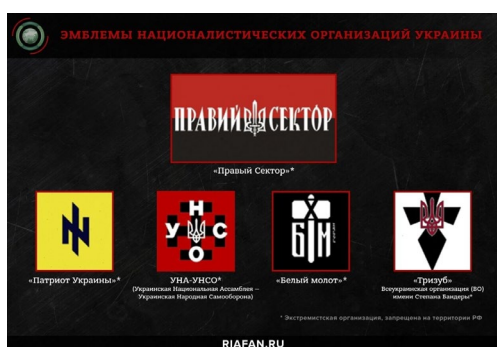 ЭМБЛЕМЫ НАЦИОНАЛИСТИЧЕСКИХ ОРГАНИЗАЦИЙ УКРАИНЫ
ПРАВИЙ СЕКТОР
«Правый Сектор»*
Н
У С
О
БМ
«Патриот Украины»*
УНА-УНСО*
(Украинская Национальная Ассамблея –
Украинская Народная Самооборона)
«Белый молот»*
«Тризуб»
Всеукраинская организация (ВО)
имени Степана Бандеры*
* Экстремистская организация, запрещена на территории РФ
RIAFAN.RU